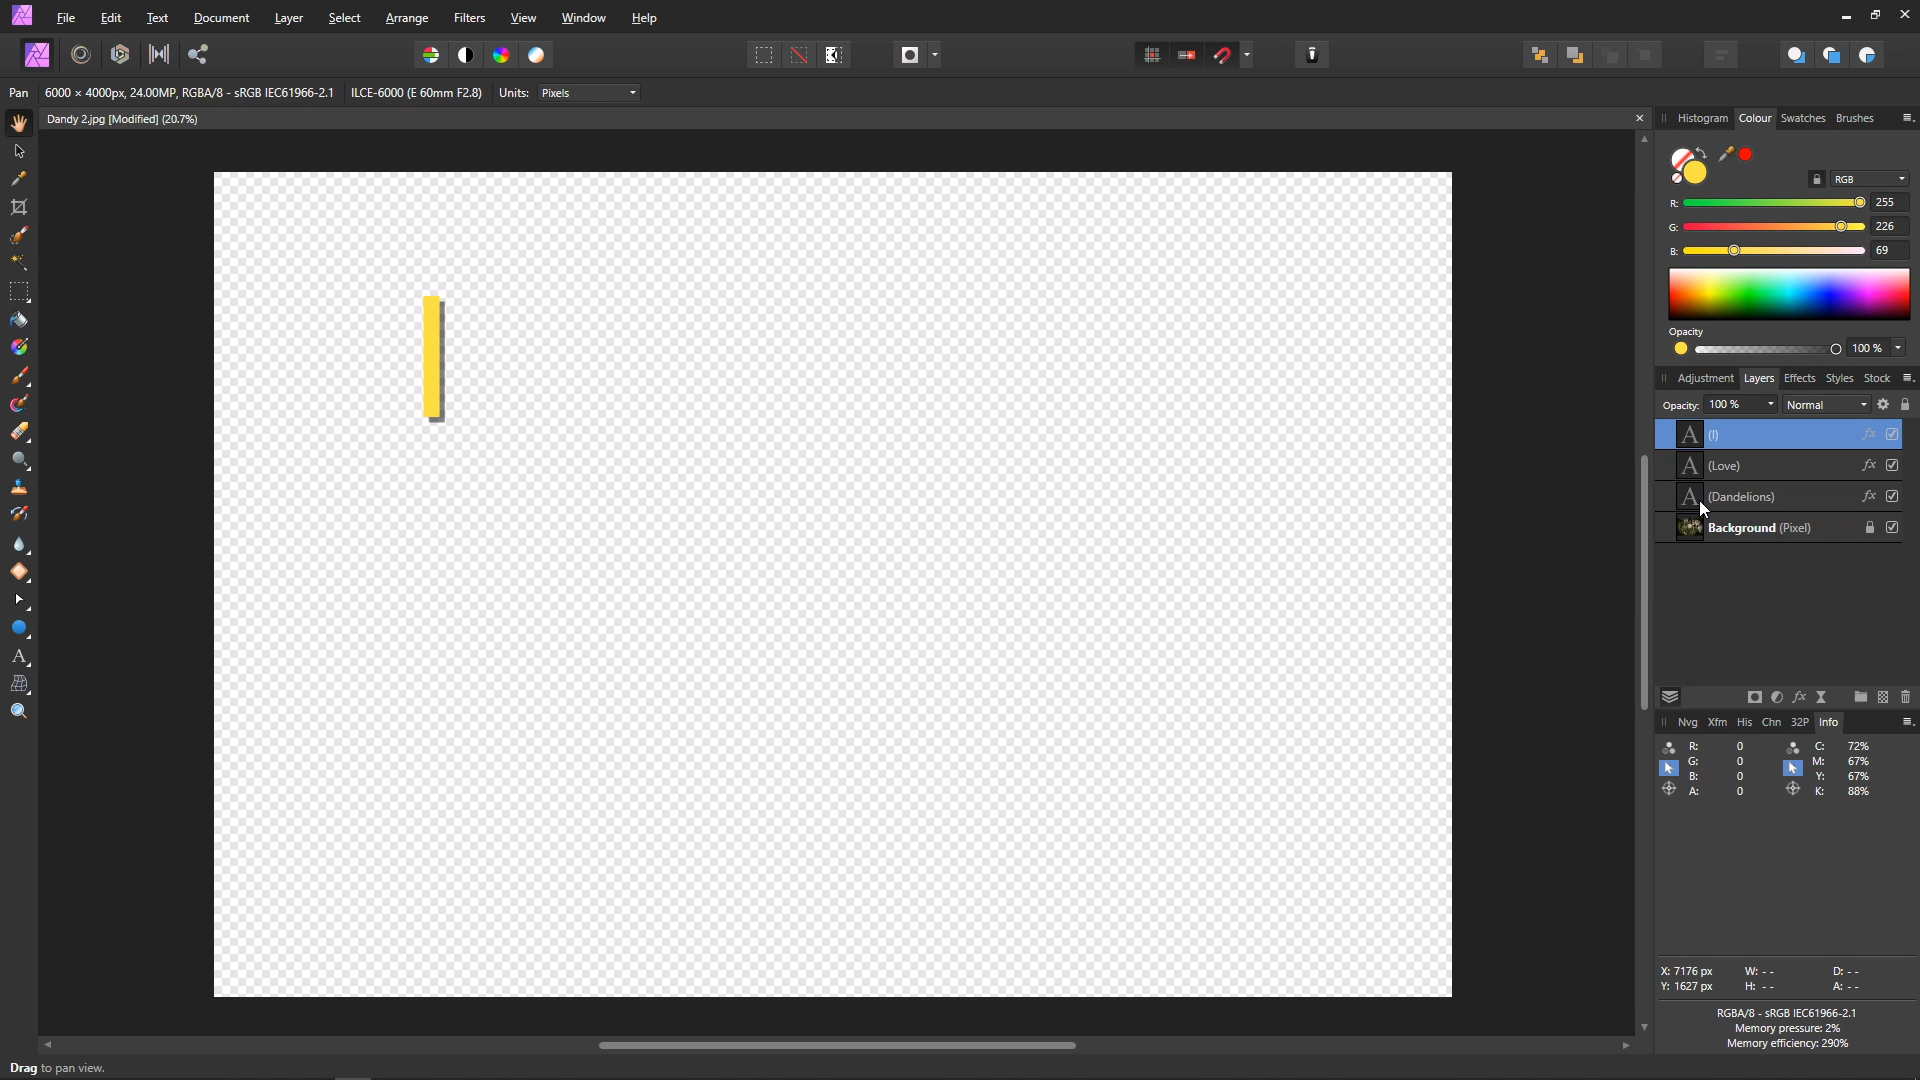 File Edit Text Document Layer Select Arrange Filters View Window Help
Pan 6000 × 4000px, 24.00MP, RGBA/8 - sRGB IEC61966-2.1 ILCE-6000 (E 60mm F2.8) Units: Pixels
Dandy 2.jpg [Modified] (20.7%)
Histogram Colour Swatches Brushes
RGB
R: 255
G: 226
B: 69
Opacity
100 %
Adjustment Layers Effects Styles Stock
Opacity: 100 % Normal
A (I) fx
A (Love) fx
A (Dandelions) fx
Background (Pixel)
fx
Nvg Xfm His Chn 32P Info
R: 0 C: 72%
G: 0 M: 67%
B: 0 Y: 67%
A: 0 K: 88%
X: 7176 px W: - - D: - -
Y: 1627 px H: - - A: - -
RGBA/8 - sRGB IEC61966-2.1
Memory pressure: 2%
Memory efficiency: 290%
I
A
Drag to pan view.